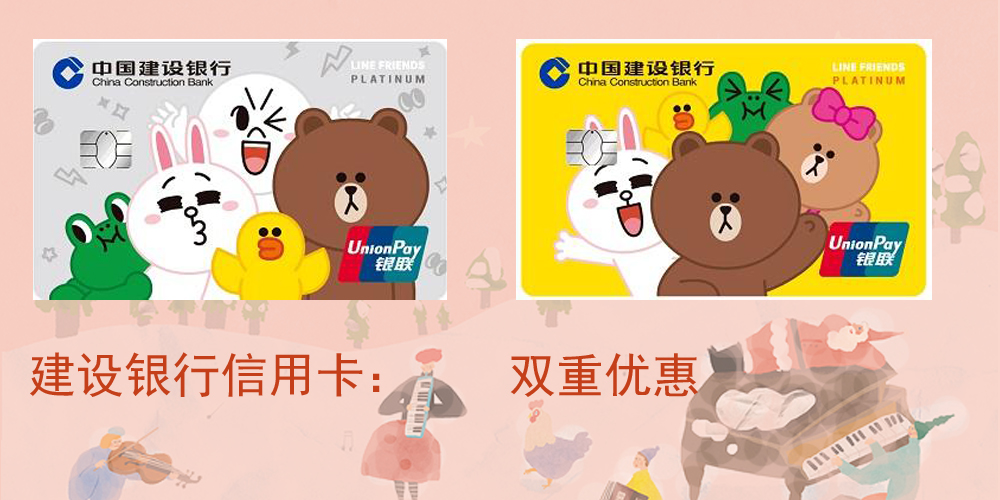 中国建设银行
China Construction Bank
LINE FRIENDS
PLATINUM
UnionPay
银联
中国建设银行
China Construction Bank
LINE FRIENDS
PLATINUM
UnionPay
银联
建设银行信用卡：
双重优惠